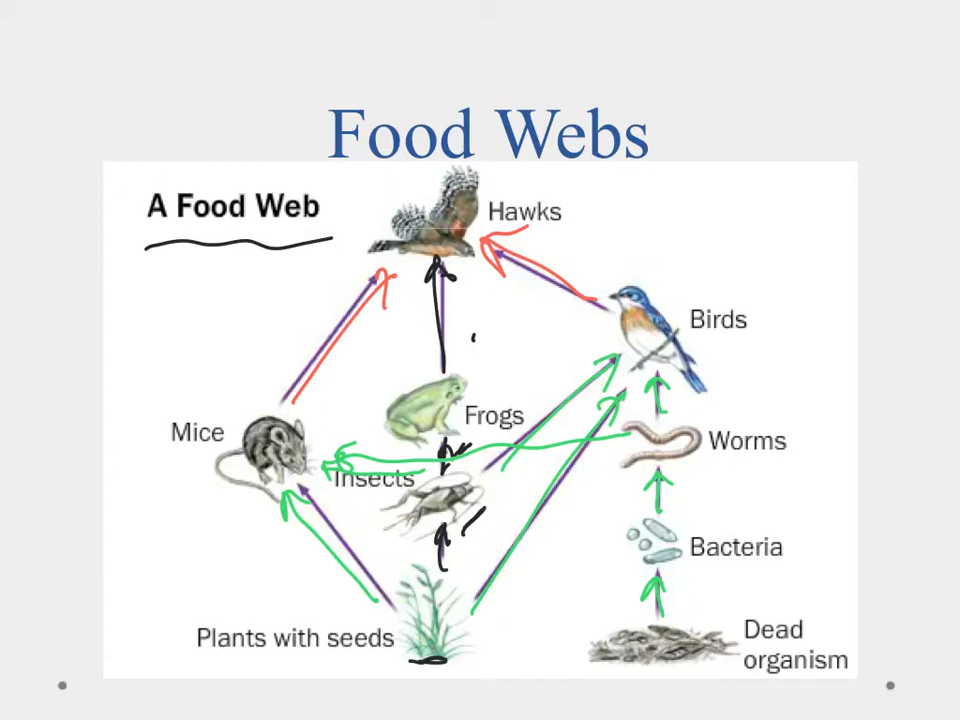 Food Webs
A Food Web
Hawks
Birds
Mice
Frogs
Worms
Insects
Bacteria
Plants with seeds
Dead
organism